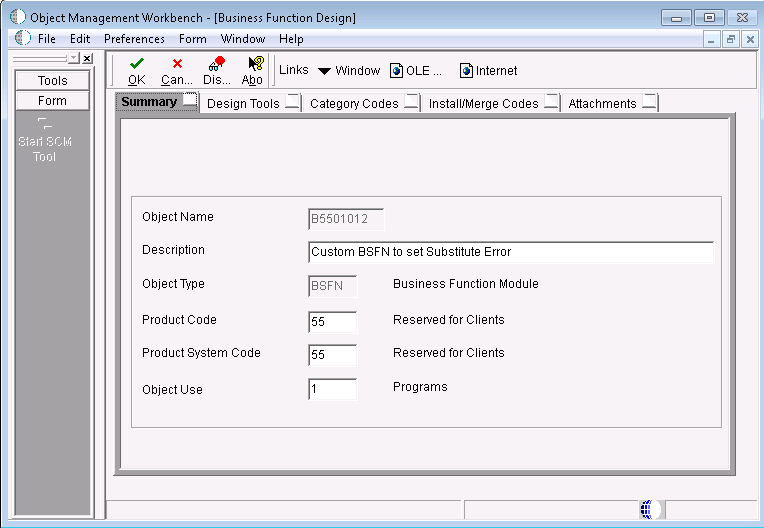 Object Management Workbench - [Business Function Design]
File Edit Preferences Form Window Help
OK Can... Dis... Abo Links Window OLE ... Internet
Tools
Form
Start SCM
Tool
Summary Design Tools Category Codes Install/Merge Codes Attachments
Object Name B5501012
Description Custom BSFN to set Substitute Error
Object Type BSFN Business Function Module
Product Code 55 Reserved for Clients
Product System Code 55 Reserved for Clients
Object Use 1 Programs